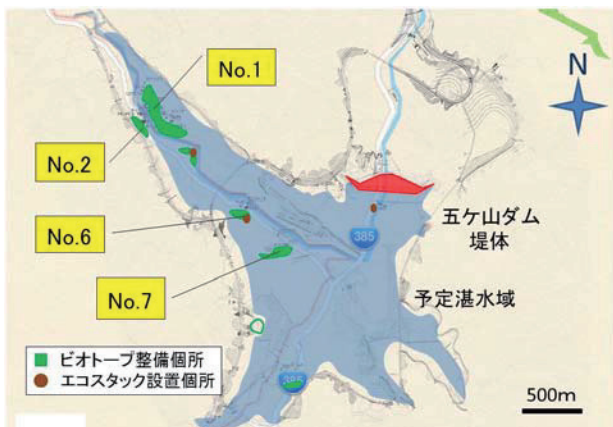 No.1
N
No.2
No.6
385
五ケ山ダム
堤体
No.7
予定湛水域
ビオトープ整備個所
エコスタック設置個所
385
500m